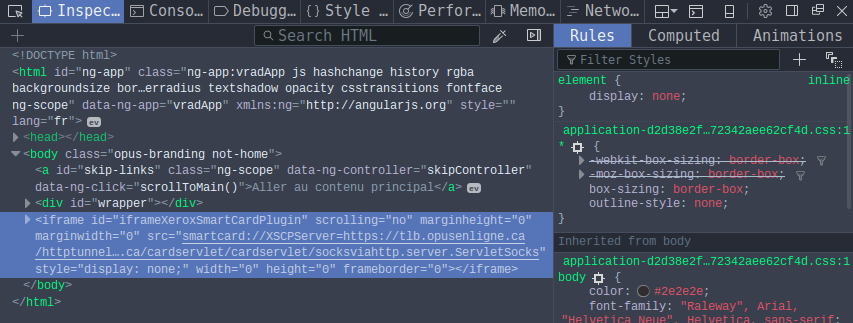 Inspec… Conso… Debugg… Style … Perfor… Memo… Netwo…
+ Search HTML
Rules Computed Animations
Filter Styles +
<!DOCTYPE html>
<html id="ng-app" class="ng-app:vradApp js hashchange history rgba
backgroundsize bor…erradius textshadow opacity csstransitions fontface
ng-scope" data-ng-app="vradApp" xmlns:ng="http://angularjs.org" style=""
lang="fr"> ev
<head></head>
<body class="opus-branding not-home">
<a id="skip-links" class="ng-scope" data-ng-controller="skipController"
data-ng-click="scrollToMain()">Aller au contenu principal</a> ev
<div id="wrapper"></div>
<iframe id="iframeXeroxSmartCardPlugin" scrolling="no" marginheight="0"
marginwidth="0" src="smartcard://XSCPServer=https://tlb.opusenligne.ca
/httptunnel….ca/cardservlet/cardservlet/socksviahttp.server.ServletSocks"
style="display: none;" width="0" height="0" frameborder="0"></iframe>
</body>
</html>
element { inline
display: none;
}
application-d2d38e2f…72342aee62cf4d.css:1
* {
-webkit-box-sizing: border-box;
-moz-box-sizing: border-box;
box-sizing: border-box;
outline-style: none;
}
Inherited from body
application-d2d38e2f…72342aee62cf4d.css:1
body {
color: #2e2e2e;
font-family: "Raleway", Arial,
"Helvetica Neue", Helvetica, sans-serif;